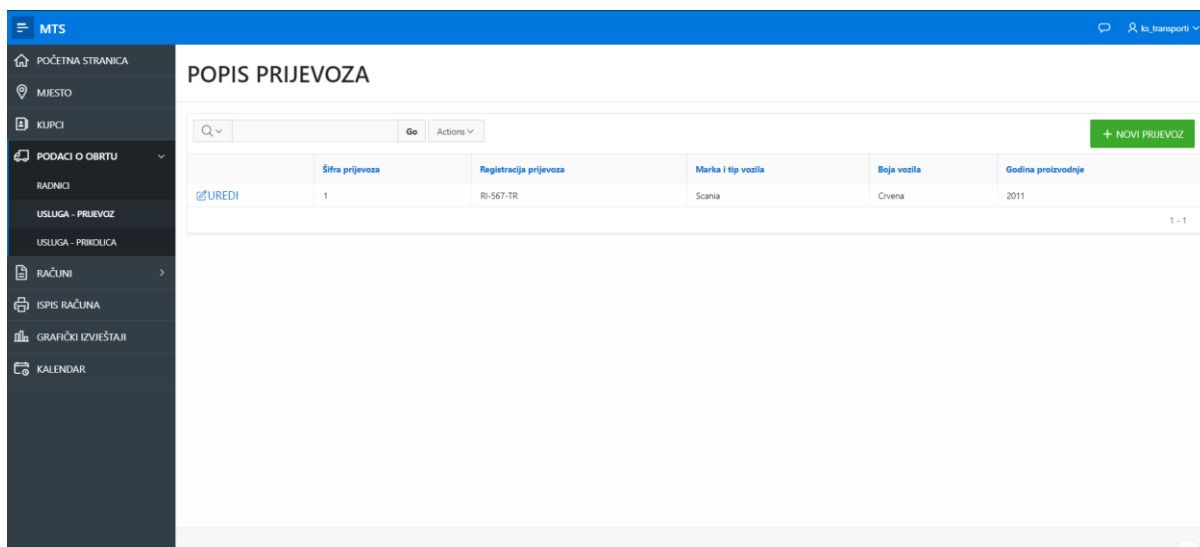 MTS
ks_transporti
POČETNA STRANICA
MJESTO
KUPCI
PODACI O OBRTU
RADNICI
USLUGA - PRIJEVOZ
USLUGA - PRIKOLICA
RAČUNI
ISPIS RAČUNA
GRAFIČKI IZVJEŠTAJI
KALENDAR
POPIS PRIJEVOZA
Go Actions
+ NOVI PRIJEVOZ
Šifra prijevoza Registracija prijevoza Marka i tip vozila Boja vozila Godina proizvodnje
UREDI 1 RI-567-TR Scania Crvena 2011
1 - 1